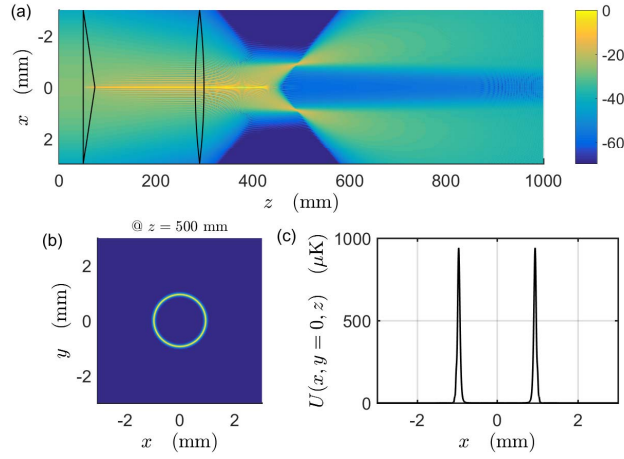 (a)
-2
0
2
x (mm)
0 200 400 600 800 1000
z (mm)
0
-20
-40
-60
(b)
@ z = 500 mm
2
0
-2
y (mm)
-2 0 2
x (mm)
(c)
1000
500
0
U(x, y = 0, z) (μK)
-2 0 2
x (mm)